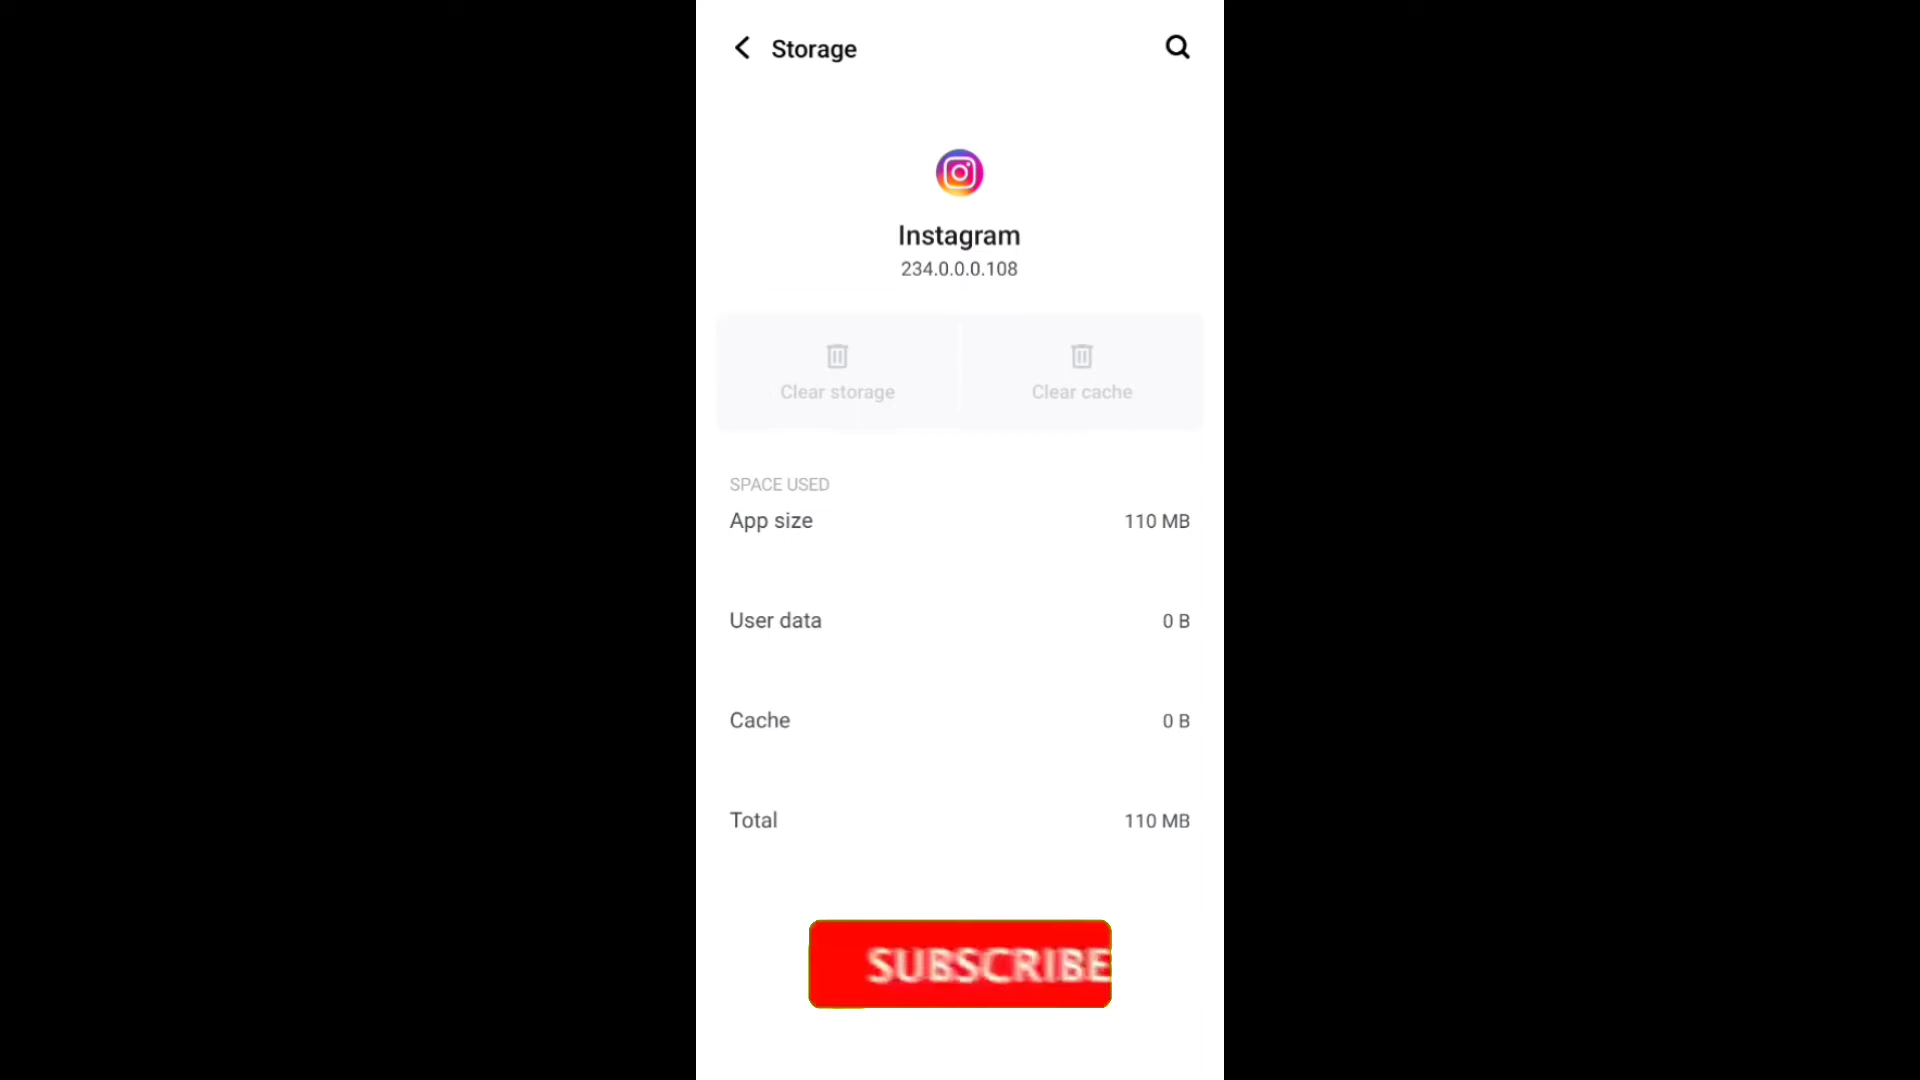 Storage
Instagram
234.0.0.0.108
Clear storage
Clear cache
SPACE USED
App size 110 MB
User data 0 B
Cache 0 B
Total 110 MB
SUBSCRIBE